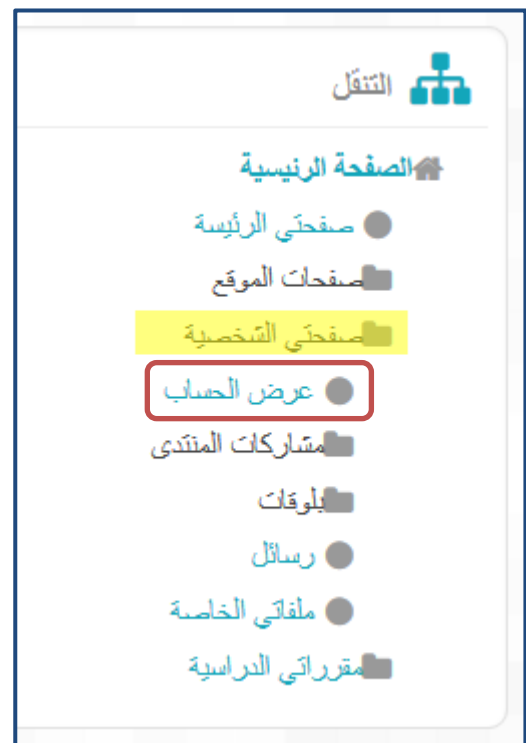 التنقل
الصفحة الرئيسية
صفحتي الرئيسة
صفحات الموقع
صفحتي الشخصية
عرض الحساب
مشاركات المنتدى
بلوقات
رسائل
ملفاتي الخاصة
مقرراتي الدراسية